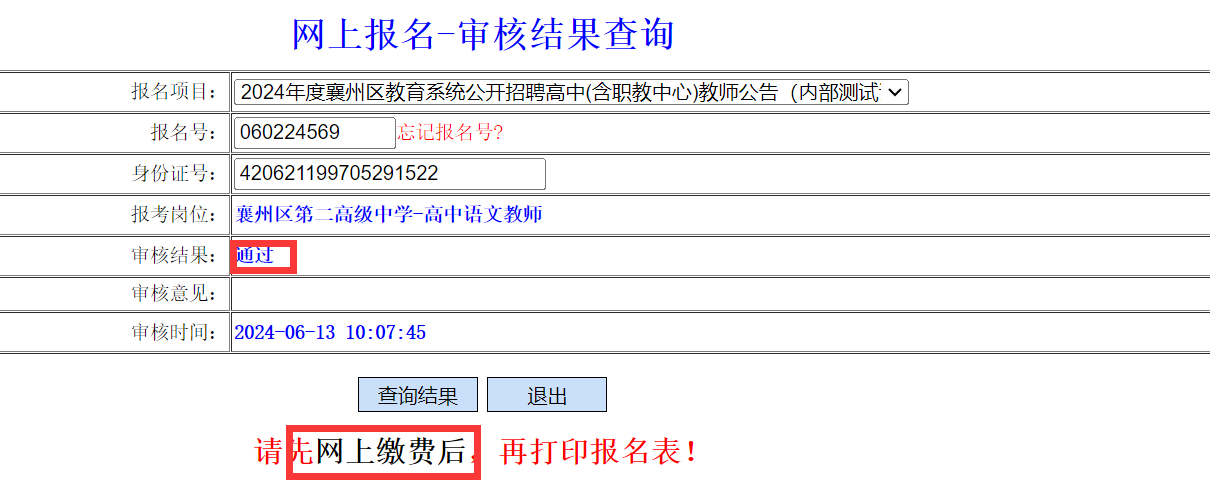 网上报名-审核结果查询
报名项目： 2024年度襄州区教育系统公开招聘高中(含职教中心)教师公告（内部测试
报名号： 060224569 忘记报名号?
身份证号： 420621199705291522
报考岗位： 襄州区第二高级中学-高中语文教师
审核结果： 通过
审核意见：
审核时间： 2024-06-13 10:07:45
查询结果 退出
请先网上缴费后，再打印报名表！